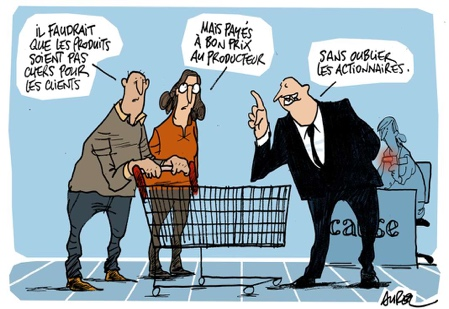 IL FAUDRAIT
QUE LES PRODUITS
SOIENT PAS
CHERS POUR
LES CLIENTS
MAIS PAYÉS
À BON PRIX
AU PRODUCTEUR
SANS OUBLIER
LES ACTIONNAIRES.
caisse
AUREL